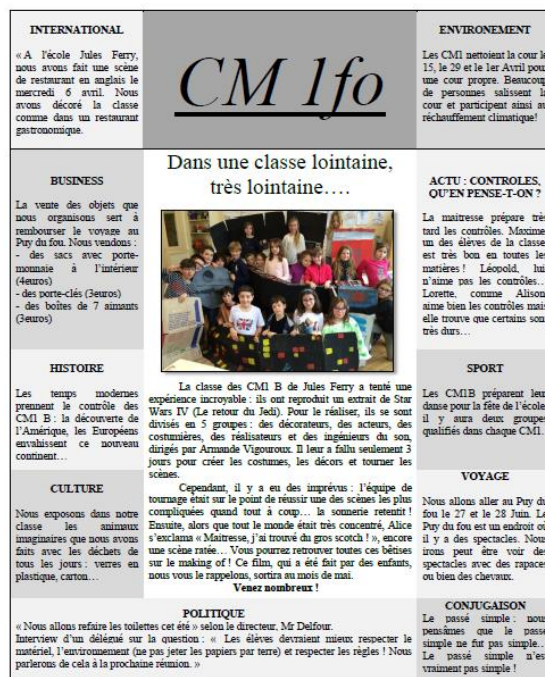 INTERNATIONAL
« A l'école Jules Ferry,
nous avons fait une scène
de restaurant en anglais le
mercredi 6 avril. Nous
avons décoré la classe
comme dans un restaurant
gastronomique.
CM 1fo
ENVIRONEMENT
Les CM1 nettoient la cour le
15, le 29 et le 1er Avril pour
une cour propre. Beaucoup
de personnes salissent la
cour et participent ainsi au
réchauffement climatique!
BUSINESS
La vente des objets que
nous organisons sert à
rembourser le voyage au
Puy du fou. Nous vendons :
- des sacs avec porte-
monnaie à l'intérieur
(4euros)
- des porte-clés (3euros)
- des boîtes de 7 aimants
(3euros)
HISTOIRE
Les temps modernes
prennent le contrôle des
CM1 B : la découverte de
l'Amérique, les Européens
envahissent ce nouveau
continent…
CULTURE
Nous exposons dans notre
classe les animaux
imaginaires que nous avons
faits avec les déchets de
tous les jours : verres en
plastique, carton…
Dans une classe lointaine,
très lointaine….
La classe des CM1 B de Jules Ferry a tenté une
expérience incroyable : ils ont reproduit un extrait de Star
Wars IV (Le retour du Jedi). Pour le réaliser, ils se sont
divisés en 5 groupes : des décorateurs, des acteurs, des
costumières, des réalisateurs et des ingénieurs du son,
dirigés par Armande Vigouroux. Il leur a fallu seulement 3
jours pour créer les costumes, les décors et tourner les
scènes.
Cependant, il y a eu des imprévus : l'équipe de
tournage était sur le point de réussir une des scènes les plus
compliquées quand tout à coup… la sonnerie retentit !
Ensuite, alors que tout le monde était très concentré, Alice
s'exclama « Maitresse, j'ai trouvé du gros scotch ! », encore
une scène ratée… Vous pourrez retrouver toutes ces bêtises
sur le making of ! Ce film, qui a été fait par des enfants,
nous vous le rappelons, sortira au mois de mai.
Venez nombreux !
ACTU : CONTROLES,
QU'EN PENSE-T-ON ?
La maitresse prépare très
tard les contrôles. Maxime,
un des élèves de la classe,
est très bon en toutes les
matières ! Léopold, lui,
n'aime pas les contrôles…
Lorette, comme Alison,
aime bien les contrôles mais
elle trouve que certains sont
très durs…
SPORT
Les CM1B préparent leur
danse pour la fête de l'école,
il y aura deux groupes
qualifiés dans chaque CM1.
VOYAGE
Nous allons aller au Puy du
fou le 27 et le 28 Juin. Le
Puy du fou est un endroit où
il y a des spectacles. Nous
irons peut être voir des
spectacles avec des rapaces
ou bien des chevaux.
POLITIQUE
« Nous allons refaire les toilettes cet été » selon le directeur, Mr Delfour.
Interview d'un délégué sur la question : « Les élèves devraient mieux respecter le
matériel, l'environnement (ne pas jeter les papiers par terre) et respecter les règles ! Nous
parlerons de cela à la prochaine réunion. »
CONJUGAISON
Le passé simple : nous
pensâmes que le passé
simple ne fut pas simple…
Le passé simple n'est
vraiment pas simple !